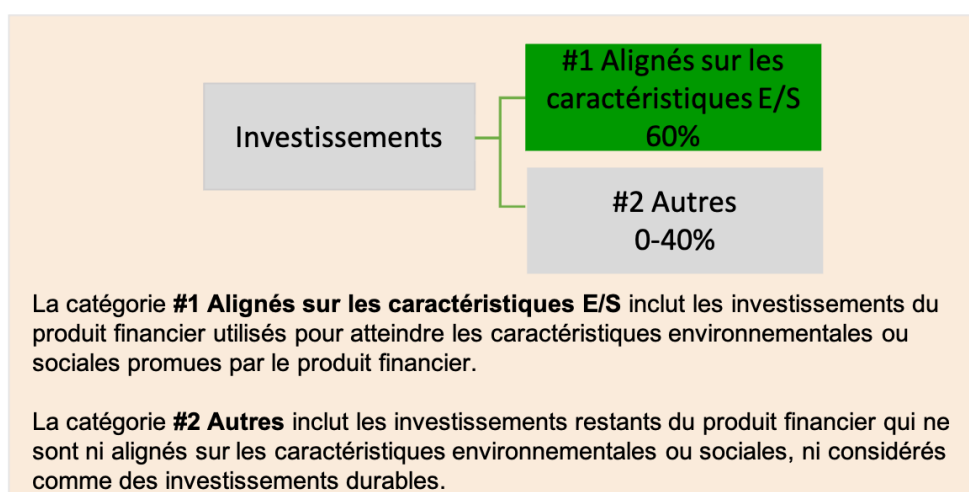 #1 Alignés sur les
caractéristiques E/S
60%
Investissements
#2 Autres
0-40%
La catégorie #1 Alignés sur les caractéristiques E/S inclut les investissements du
produit financier utilisés pour atteindre les caractéristiques environnementales ou
sociales promues par le produit financier.
La catégorie #2 Autres inclut les investissements restants du produit financier qui ne
sont ni alignés sur les caractéristiques environnementales ou sociales, ni considérés
comme des investissements durables.